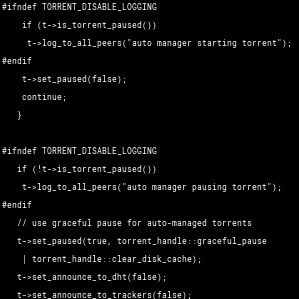 #ifndef TORRENT_DISABLE_LOGGING
if (t->is_torrent_paused())
t->log_to_all_peers("auto manager starting torrent");
#endif
t->set_paused(false);
continue;
}
#ifndef TORRENT_DISABLE_LOGGING
if (!t->is_torrent_paused())
t->log_to_all_peers("auto manager pausing torrent");
#endif
// use graceful pause for auto-managed torrents
t->set_paused(true, torrent_handle::graceful_pause
| torrent_handle::clear_disk_cache);
t->set_announce_to_dht(false);
t->set_announce_to_trackers(false);